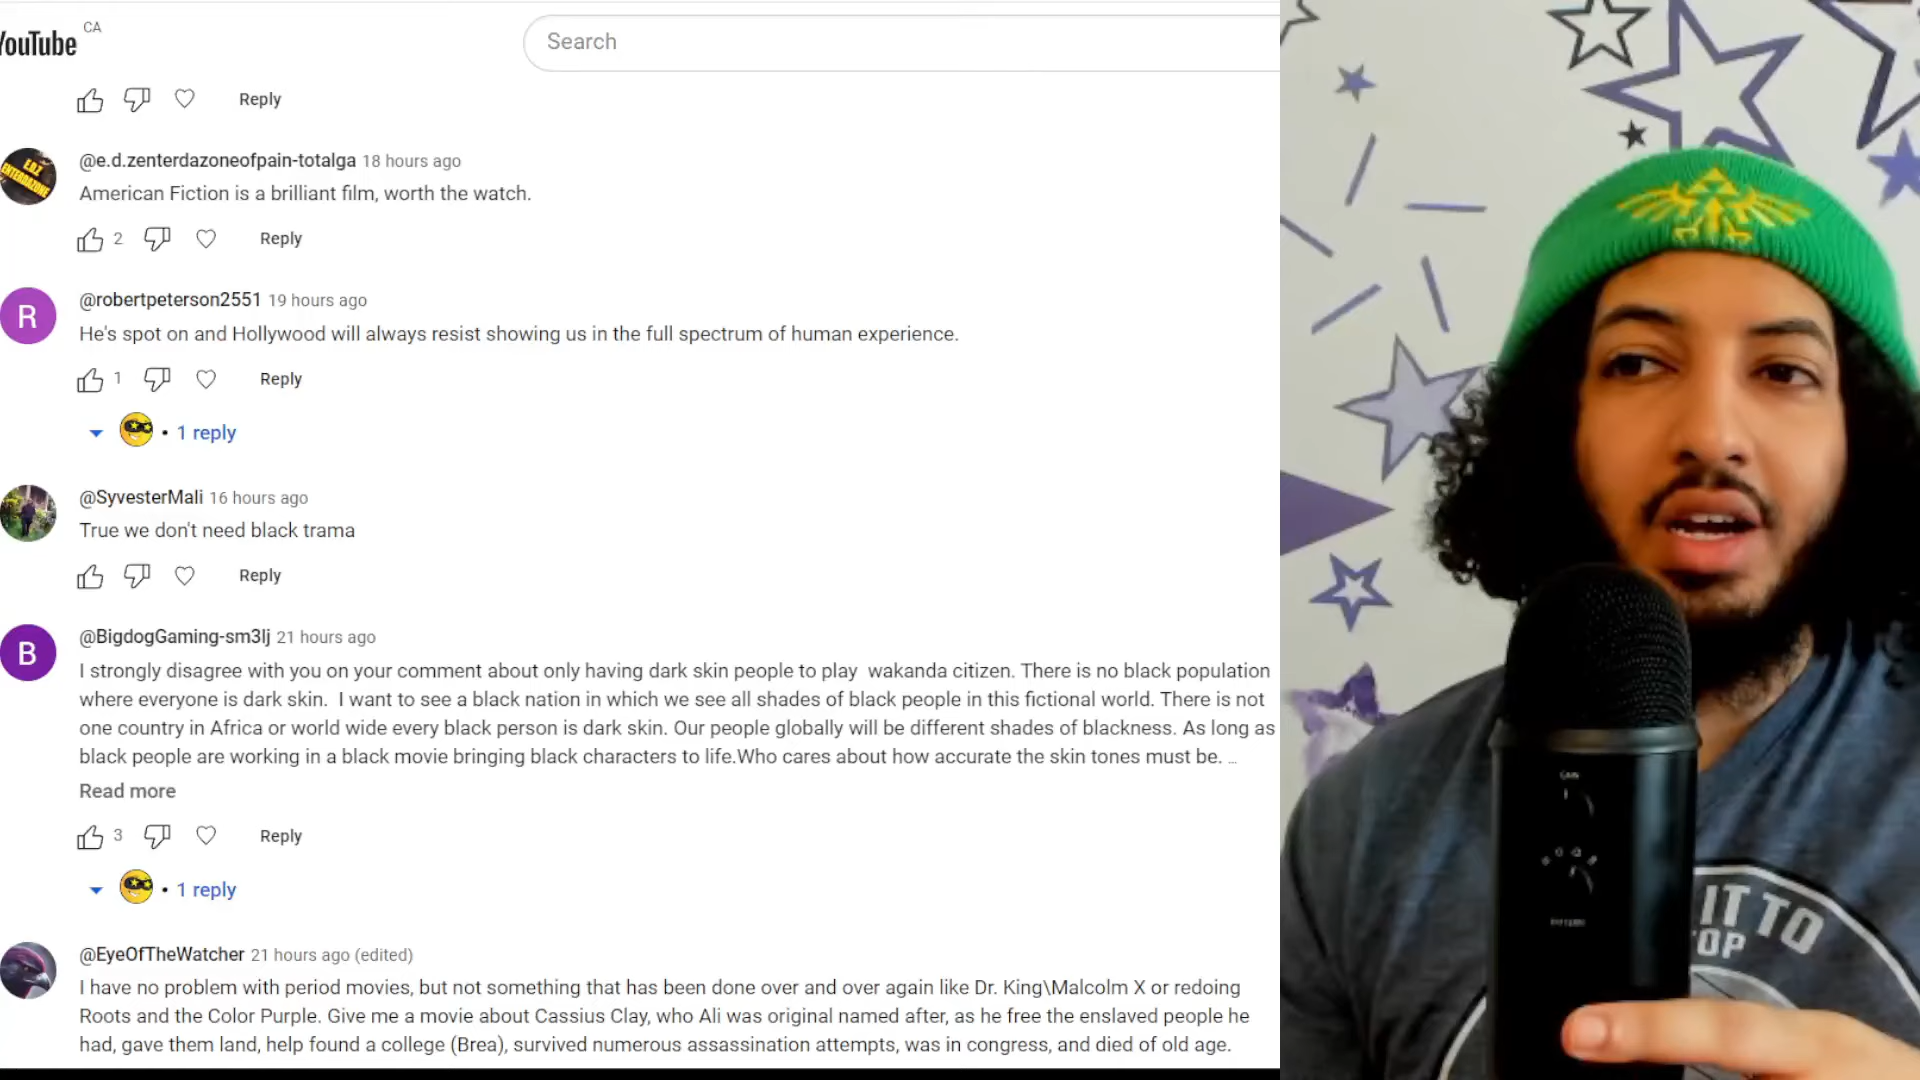 YouTube CA
Search
Reply
@e.d.zenterdazoneofpain-totalga 18 hours ago
American Fiction is a brilliant film, worth the watch.
2 Reply
@robertpeterson2551 19 hours ago
R
He's spot on and Hollywood will always resist showing us in the full spectrum of human experience.
1 Reply
• 1 reply
@SyvesterMali 16 hours ago
True we don't need black trama
Reply
@BigdogGaming-sm3lj 21 hours ago
B
I strongly disagree with you on your comment about only having dark skin people to play wakanda citizen. There is no black population
where everyone is dark skin. I want to see a black nation in which we see all shades of black people in this fictional world. There is not
one country in Africa or world wide every black person is dark skin. Our people globally will be different shades of blackness. As long as
black people are working in a black movie bringing black characters to life.Who cares about how accurate the skin tones must be. ...
Read more
3 Reply
• 1 reply
@EyeOfTheWatcher 21 hours ago (edited)
I have no problem with period movies, but not something that has been done over and over again like Dr. King\Malcolm X or redoing
Roots and the Color Purple. Give me a movie about Cassius Clay, who Ali was original named after, as he free the enslaved people he
had, gave them land, help found a college (Brea), survived numerous assassination attempts, was in congress, and died of old age.
GAIN
IT TO